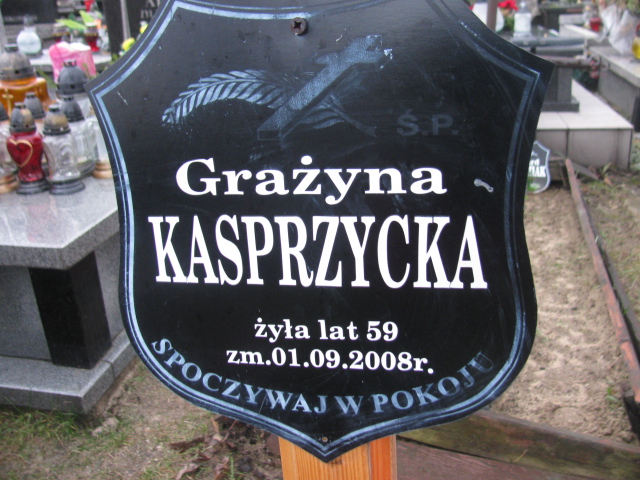 Ś.P.
Grażyna
KASPRZYCKA
żyła lat 59
zm.01.09.2008r.
SPOCZYWAJ W POKOJU